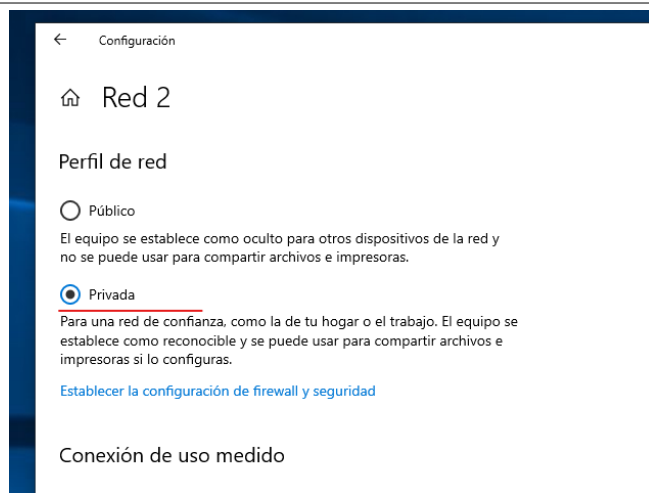 Configuración
Red 2
Perfil de red
Público
El equipo se establece como oculto para otros dispositivos de la red y
no se puede usar para compartir archivos e impresoras.
Privada
Para una red de confianza, como la de tu hogar o el trabajo. El equipo se
establece como reconocible y se puede usar para compartir archivos e
impresoras si lo configuras.
Establecer la configuración de firewall y seguridad
Conexión de uso medido